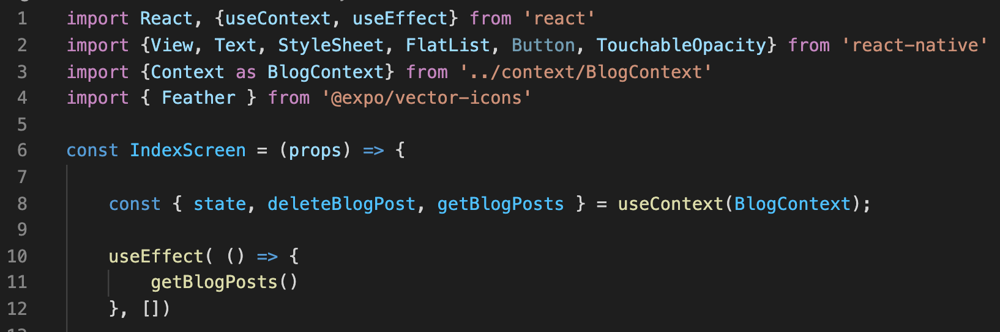 1 import React, {useContext, useEffect} from 'react'
2 import {View, Text, StyleSheet, FlatList, Button, TouchableOpacity} from 'react-native'
3 import {Context as BlogContext} from '../context/BlogContext'
4 import { Feather } from '@expo/vector-icons'
5
6 const IndexScreen = (props) => {
7
8 const { state, deleteBlogPost, getBlogPosts } = useContext(BlogContext);
9
10 useEffect( () => {
11 getBlogPosts()
12 }, [])